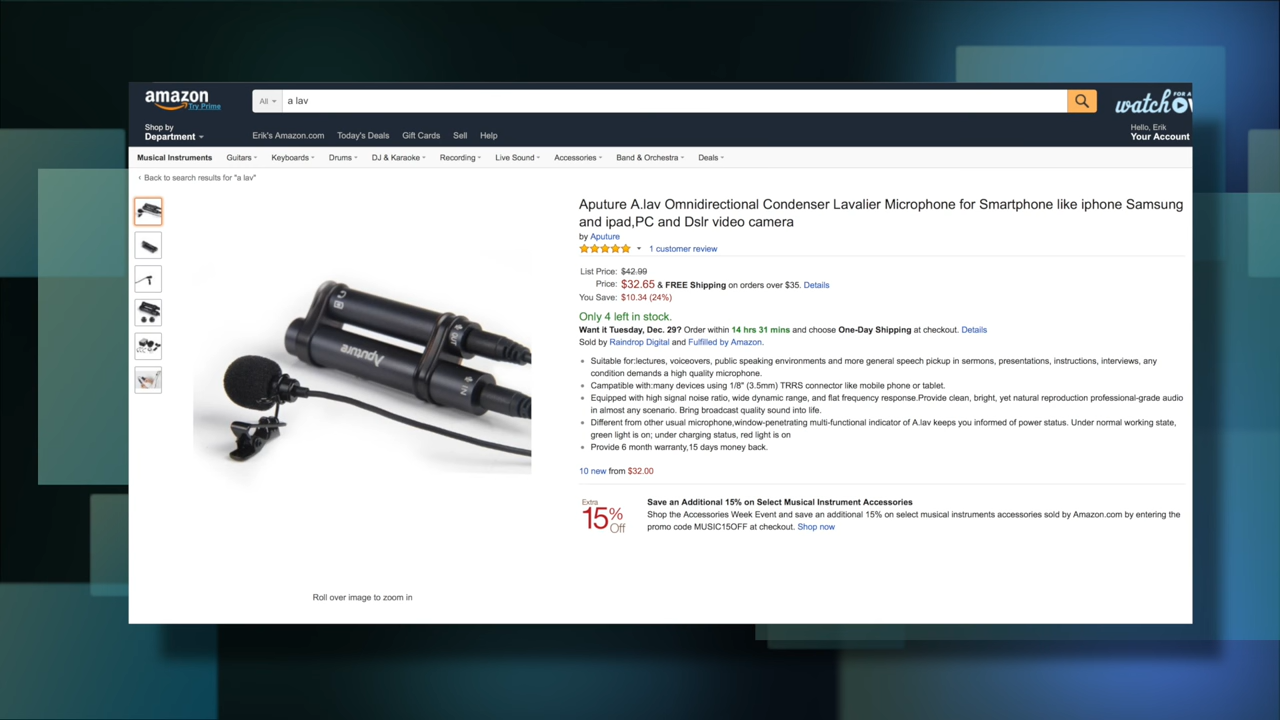 amazon
Try Prime
All
a lav
FOR A
watch
Shop by
Department
Erik's Amazon.com Today's Deals Gift Cards Sell Help
Hello, Erik
Your Account
Musical Instruments Guitars Keyboards Drums DJ & Karaoke Recording Live Sound Accessories Band & Orchestra Deals
‹ Back to search results for "a lav"
Aputure A.lav Omnidirectional Condenser Lavalier Microphone for Smartphone like iphone Samsung
and ipad,PC and Dslr video camera
by Aputure
1 customer review
List Price: $42.99
Price: $32.65 & FREE Shipping on orders over $35. Details
You Save: $10.34 (24%)
Only 4 left in stock.
Want it Tuesday, Dec. 29? Order within 14 hrs 31 mins and choose One-Day Shipping at checkout. Details
Sold by Raindrop Digital and Fulfilled by Amazon.
Suitable for:lectures, voiceovers, public speaking environments and more general speech pickup in sermons, presentations, instructions, interviews, any
condition demands a high quality microphone.
Campatible with:many devices using 1/8" (3.5mm) TRRS connector like mobile phone or tablet.
Equipped with high signal noise ratio, wide dynamic range, and flat frequency response.Provide clean, bright, yet natural reproduction professional-grade audio
in almost any scenario. Bring broadcast quality sound into life.
Different from other usual microphone,window-penetrating multi-functional indicator of A.lav keeps you informed of power status. Under normal working state,
green light is on; under charging status, red light is on
Provide 6 month warranty,15 days money back.
10 new from $32.00
Extra
15%
Off
Save an Additional 15% on Select Musical Instrument Accessories
Shop the Accessories Week Event and save an additional 15% on select musical instruments accessories sold by Amazon.com by entering the
promo code MUSIC15OFF at checkout. Shop now
Aputure
OUT
IN
Roll over image to zoom in